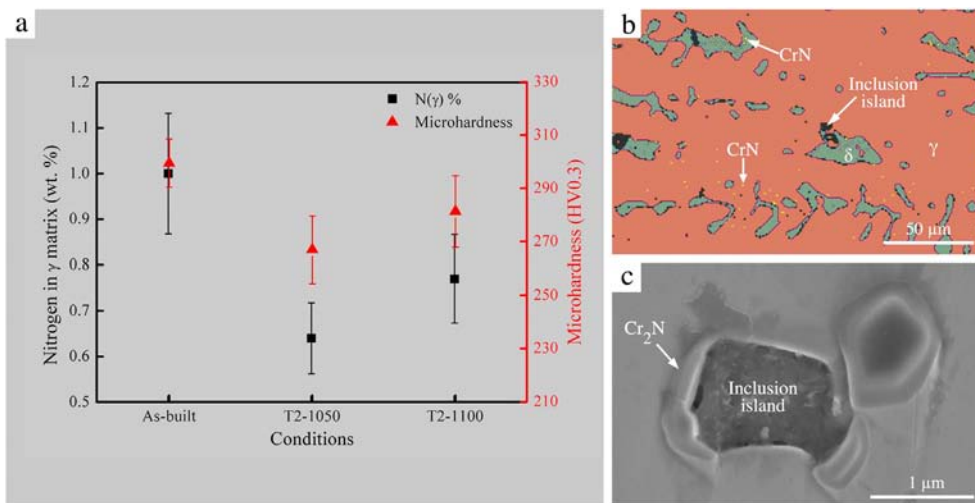 a
Nitrogen in γ matrix (wt. %)
1.2
1.1
1.0
0.9
0.8
0.7
0.6
0.5
N(γ) %
Microhardness
330
310
290
270
250
230
210
Microhardness (HV0.3)
As-built
T2-1050
T2-1100
Conditions
b
CrN
Inclusion
island
CrN
δ
γ
50 µm
c
Cr₂N
Inclusion
island
1 µm